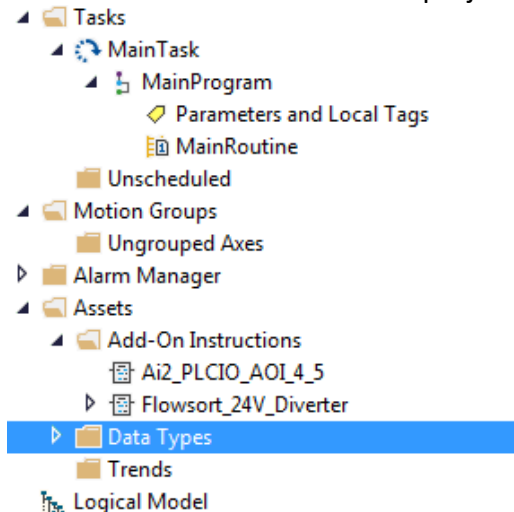 Tasks
MainTask
MainProgram
Parameters and Local Tags
MainRoutine
Unscheduled
Motion Groups
Ungrouped Axes
Alarm Manager
Assets
Add-On Instructions
Ai2_PLCIO_AOI_4_5
Flowsort_24V_Diverter
Data Types
Trends
Logical Model